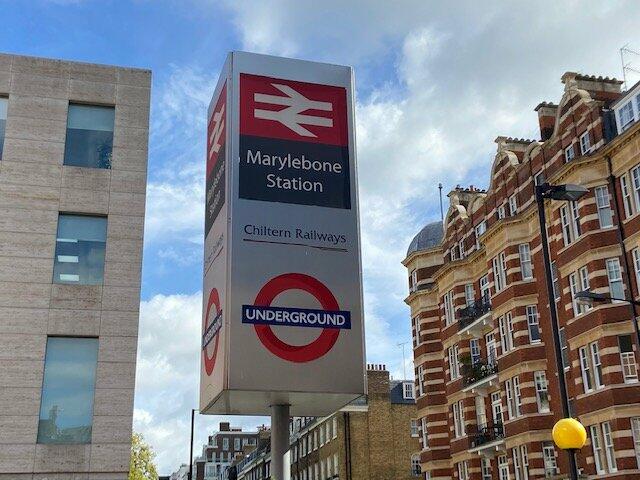 Marylebone
Station
Chiltern Railways
UNDERGROUND